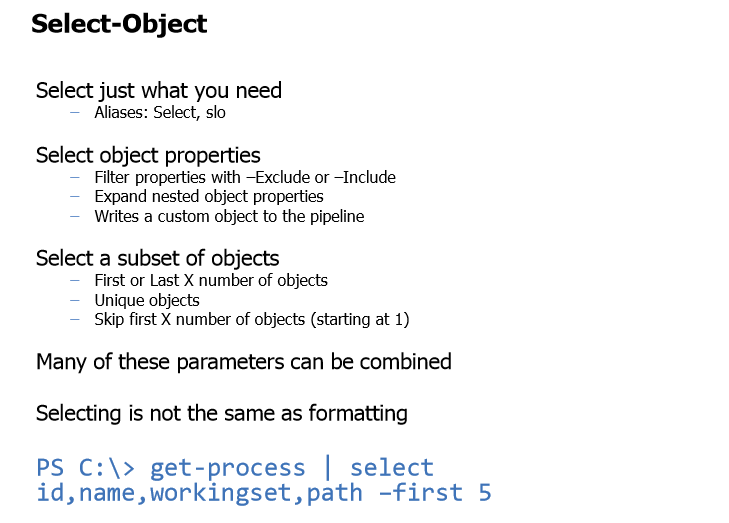 Select-Object
Select just what you need
– Aliases: Select, slo
Select object properties
– Filter properties with –Exclude or –Include
– Expand nested object properties
– Writes a custom object to the pipeline
Select a subset of objects
– First or Last X number of objects
– Unique objects
– Skip first X number of objects (starting at 1)
Many of these parameters can be combined
Selecting is not the same as formatting
PS C:\> get-process | select
id,name,workingset,path –first 5